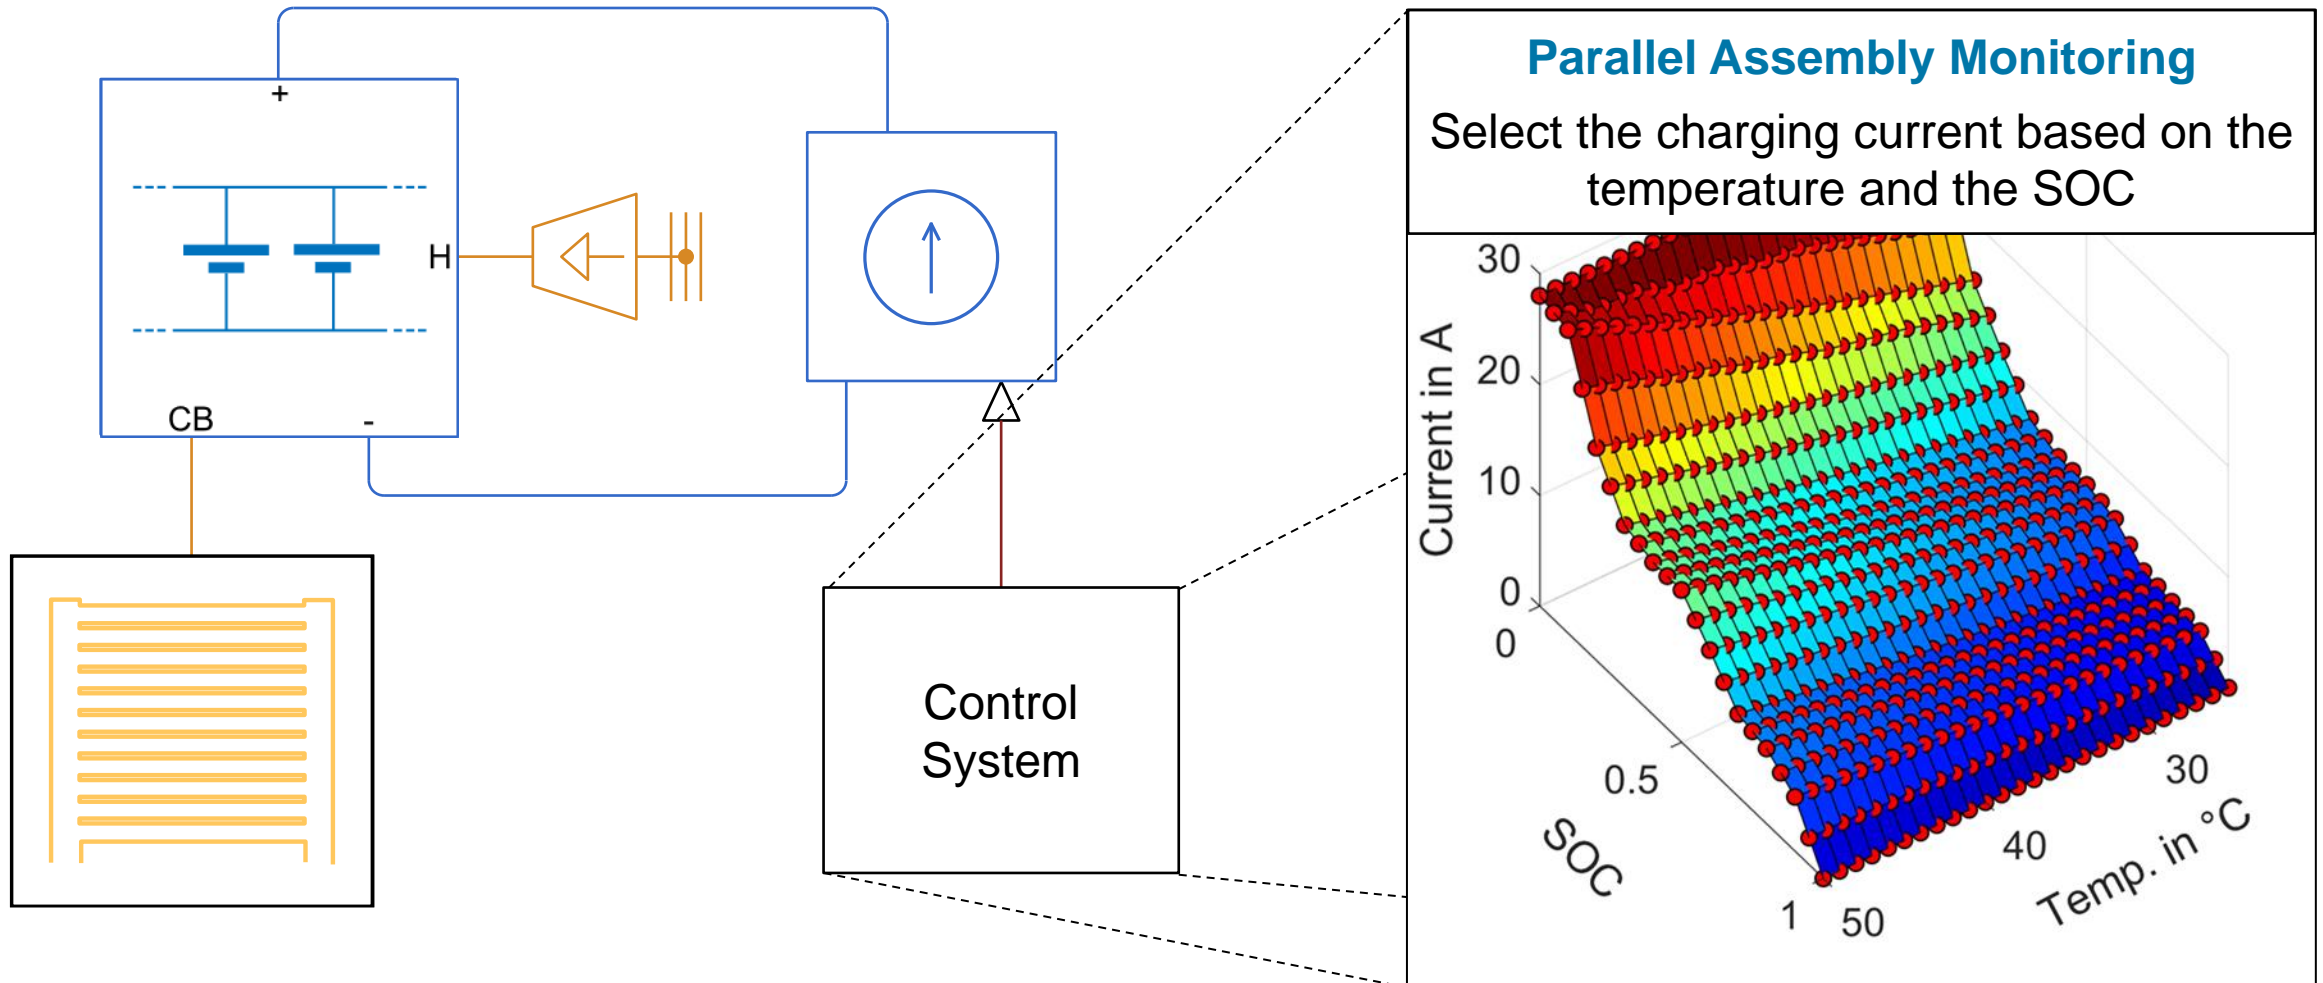 +
H
CB
-
Control
System
Parallel Assembly Monitoring
Select the charging current based on the
temperature and the SOC
Current in A
30
20
10
0
0
0.5
1
SOC
50
40
30
Temp. in °C